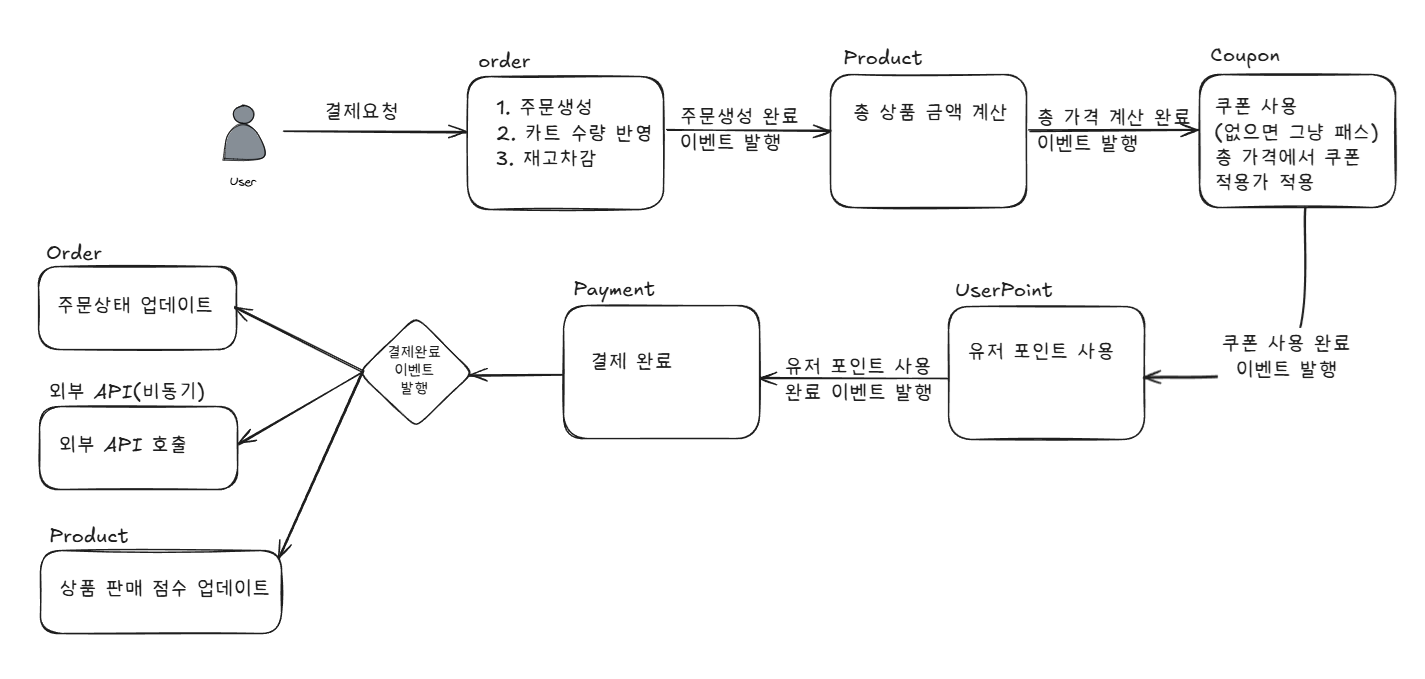 order
Product
Coupon
User
결제요청
1. 주문생성
2. 카트 수량 반영
3. 재고차감
주문생성 완료
이벤트 발행
총 상품 금액 계산
총 가격 계산 완료
이벤트 발행
쿠폰 사용
(없으면 그냥 패스)
총 가격에서 쿠폰
적용가 적용
쿠폰 사용 완료
이벤트 발행
UserPoint
유저 포인트 사용
유저 포인트 사용
완료 이벤트 발행
Payment
결제 완료
결제완료
이벤트
발행
Order
주문상태 업데이트
외부 API(비동기)
외부 API 호출
Product
상품 판매 점수 업데이트